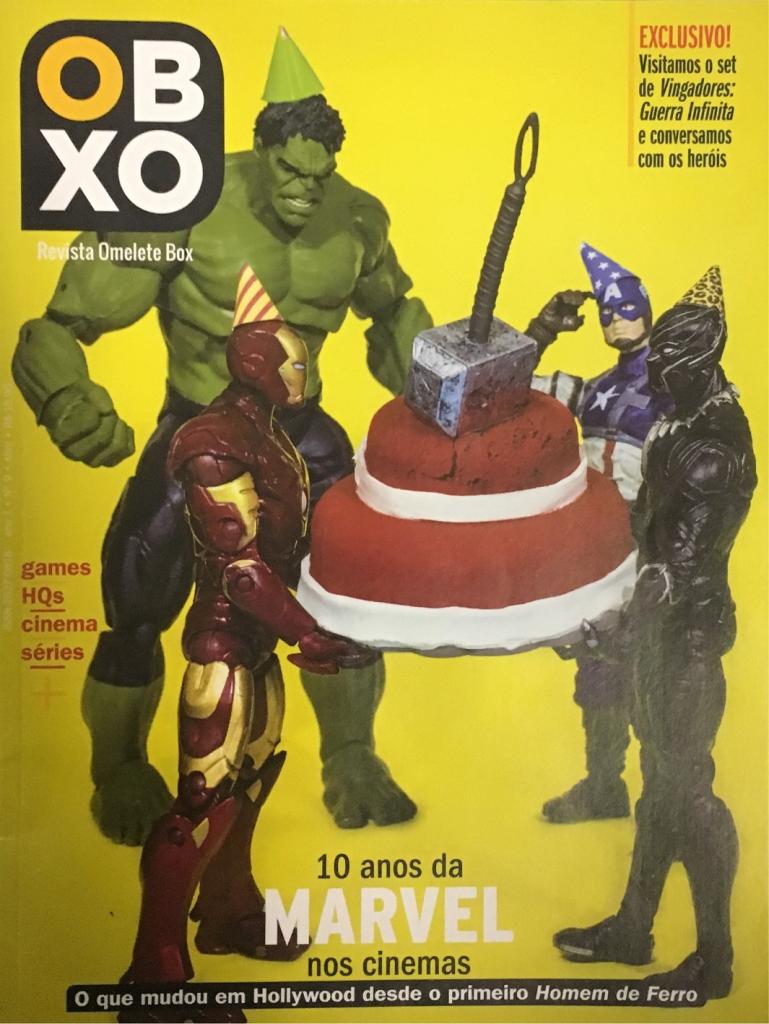 OB
XO
Revista Omelete Box
EXCLUSIVO!
Visitamos o set
de Vingadores:
Guerra Infinita
e conversamos
com os heróis
A
games
HQs
cinema
séries
+
10 anos da
MARVEL
nos cinemas
O que mudou em Hollywood desde o primeiro Homem de Ferro